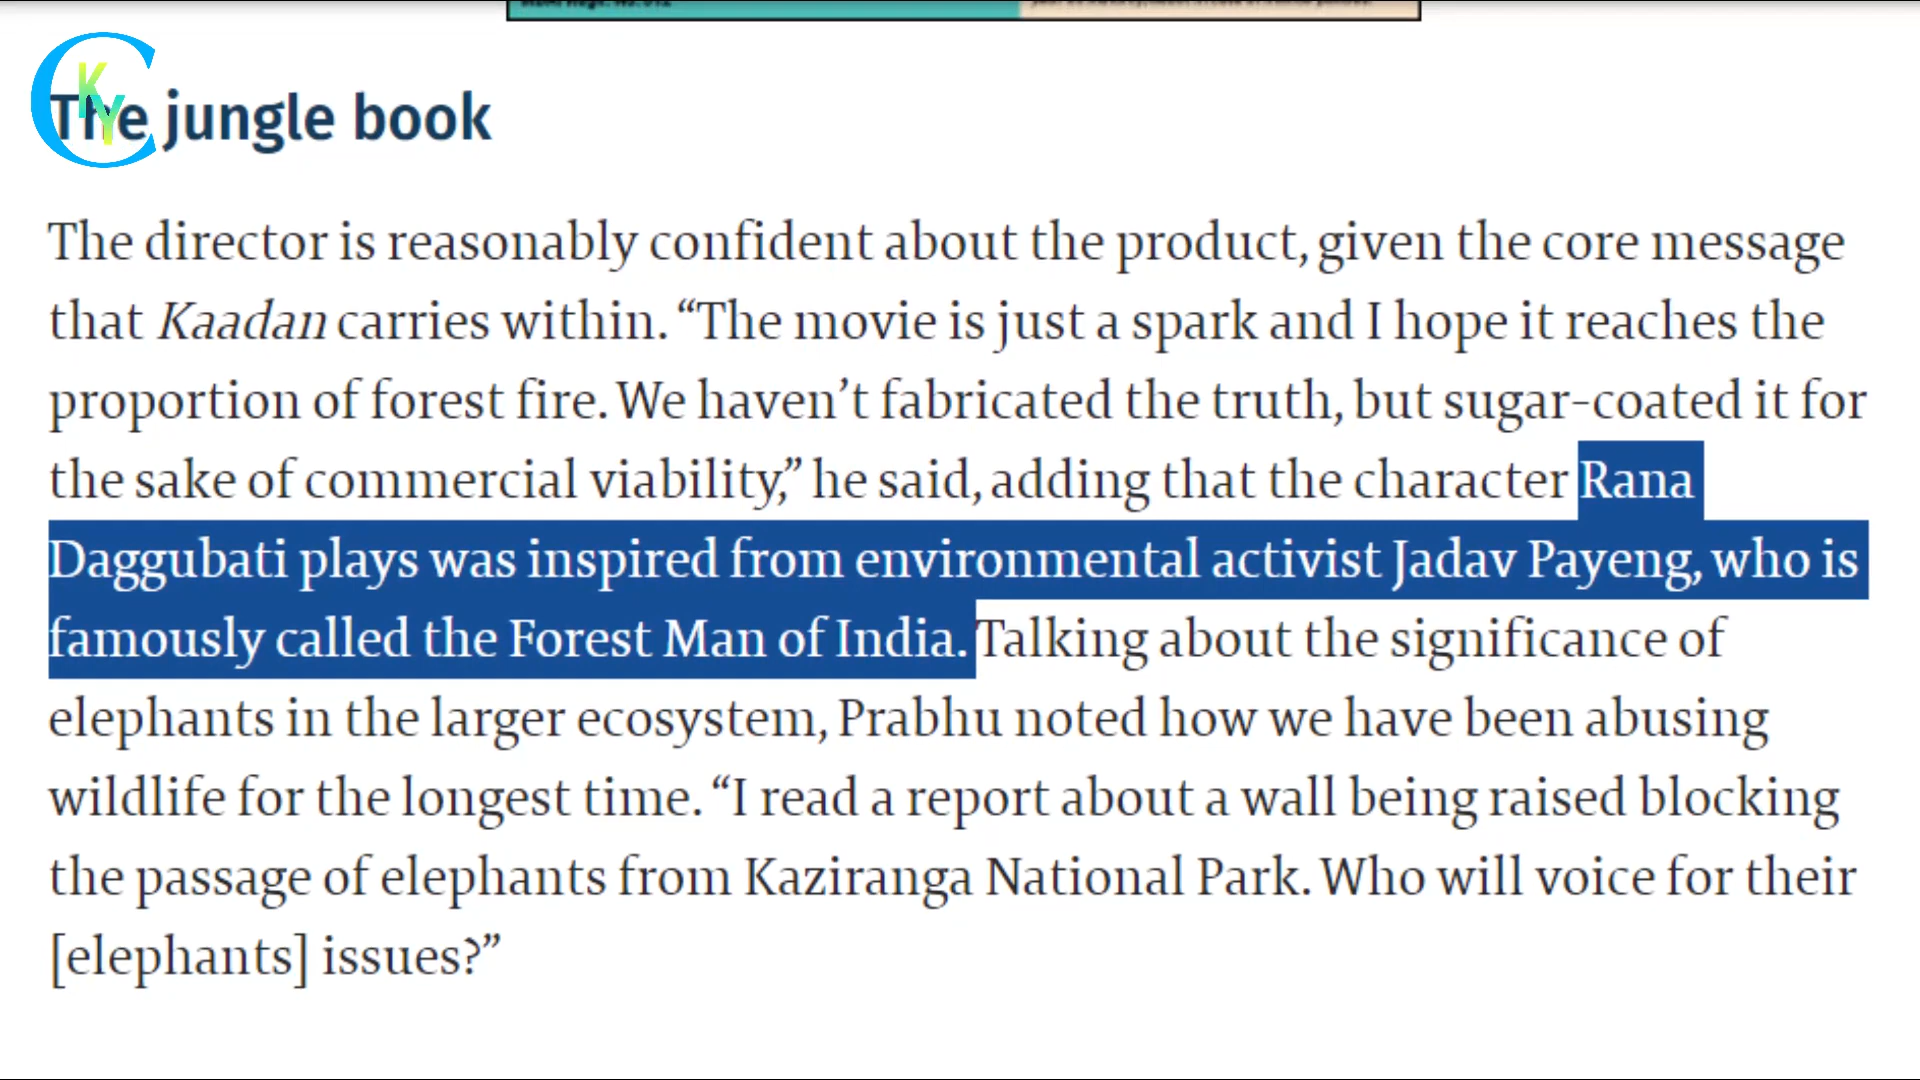 CKY
The jungle book
The director is reasonably confident about the product, given the core message
that Kaadan carries within. “The movie is just a spark and I hope it reaches the
proportion of forest fire. We haven’t fabricated the truth, but sugar-coated it for
the sake of commercial viability,” he said, adding that the character Rana
Daggubati plays was inspired from environmental activist Jadav Payeng, who is
famously called the Forest Man of India. Talking about the significance of
elephants in the larger ecosystem, Prabhu noted how we have been abusing
wildlife for the longest time. “I read a report about a wall being raised blocking
the passage of elephants from Kaziranga National Park. Who will voice for their
[elephants] issues?”